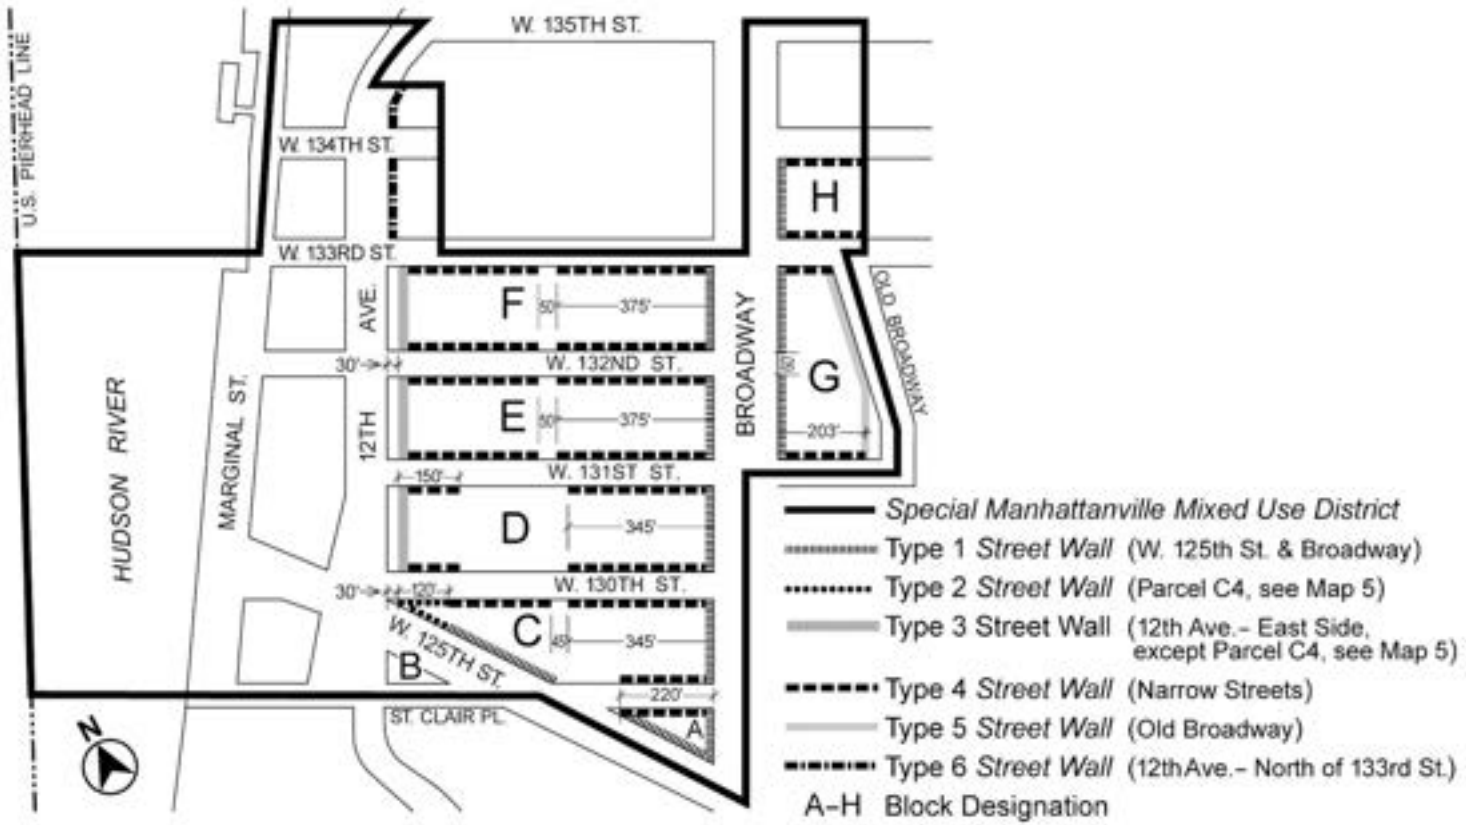 W. 135TH ST.
U.S. PIERHEAD LINE
W. 134TH ST.
H
W. 133RD ST.
OLD BROADWAY
AVE.
F
50'
375'
BROADWAY
30'
W. 132ND ST.
60'
G
HUDSON RIVER
MARGINAL ST.
12TH
E
50'
375'
203'
150'
W. 131ST ST.
D
345'
30'
120'
W. 130TH ST.
C
45'
345'
W. 125TH ST.
B
220'
A
ST. CLAIR PL.
N
Special Manhattanville Mixed Use District
Type 1 Street Wall (W. 125th St. & Broadway)
Type 2 Street Wall (Parcel C4, see Map 5)
Type 3 Street Wall (12th Ave.– East Side,
except Parcel C4, see Map 5)
Type 4 Street Wall (Narrow Streets)
Type 5 Street Wall (Old Broadway)
Type 6 Street Wall (12th Ave.– North of 133rd St.)
A–H Block Designation